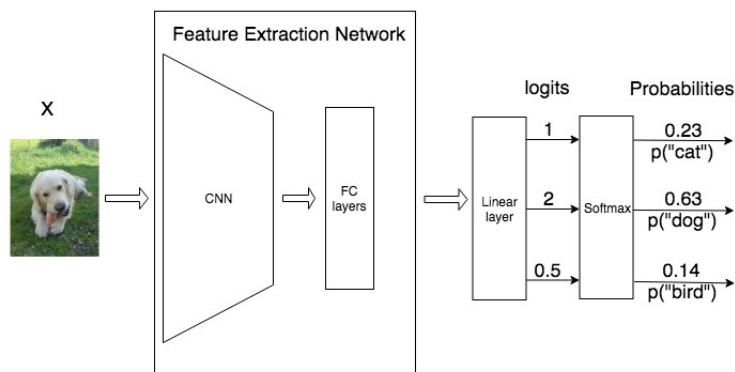 Feature Extraction Network
X
CNN
FC
layers
logits
Linear
layer
1
2
0.5
Softmax
Probabilities
0.23
p("cat")
0.63
p("dog")
0.14
p("bird")